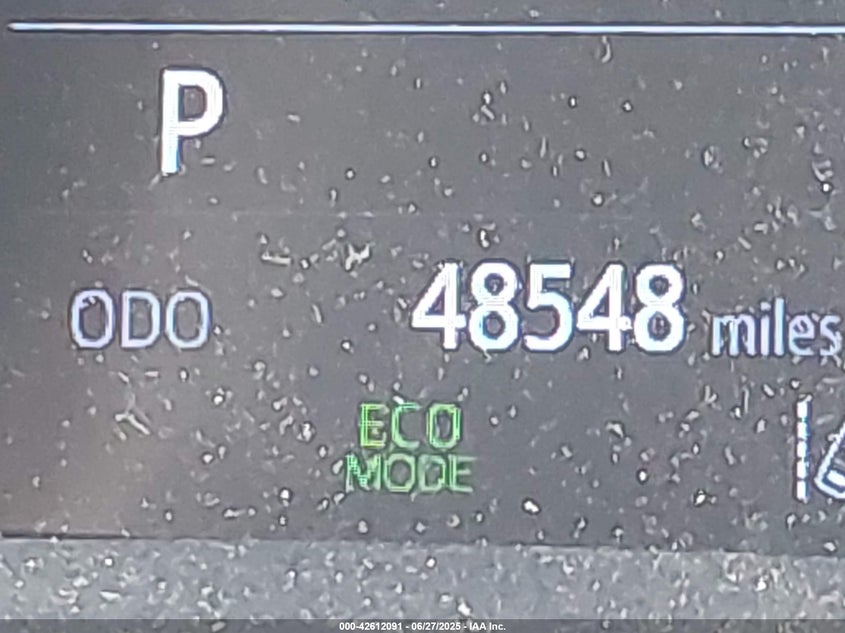 P
ODO 48548 miles
ECO
MODE
000-42612091 - 06/27/2025 - IAA Inc.